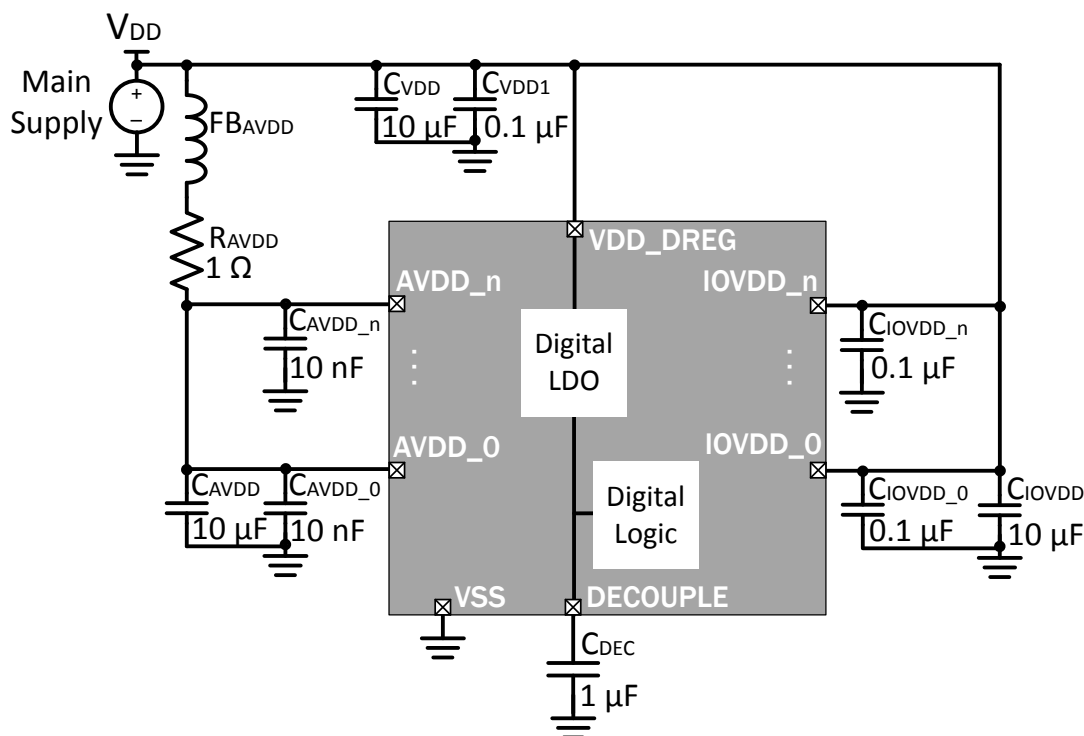 VDD
Main
Supply
+
–
FBAVDD
CVDD
10 µF
CVDD1
0.1 µF
RAVDD
1 Ω
VDD_DREG
AVDD_n
IOVDD_n
CAVDD_n
10 nF
Digital
LDO
CIOVDD_n
0.1 µF
AVDD_0
IOVDD_0
CAVDD
10 µF
CAVDD_0
10 nF
Digital
Logic
CIOVDD_0
0.1 µF
CIOVDD
10 µF
VSS
DECOUPLE
CDEC
1 µF